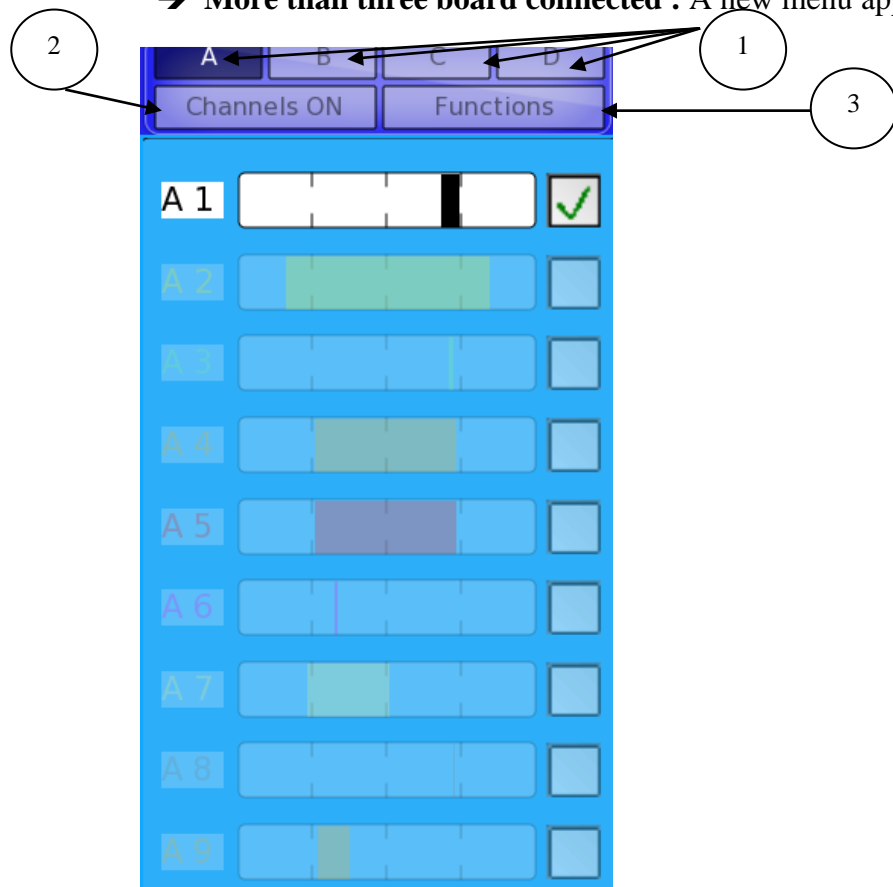 ➔ More than three board connected : A new menu app
2 1
A B C D
Channels ON Functions 3
A 1
A 2
A 3
A 4
A 5
A 6
A 7
A 8
A 9